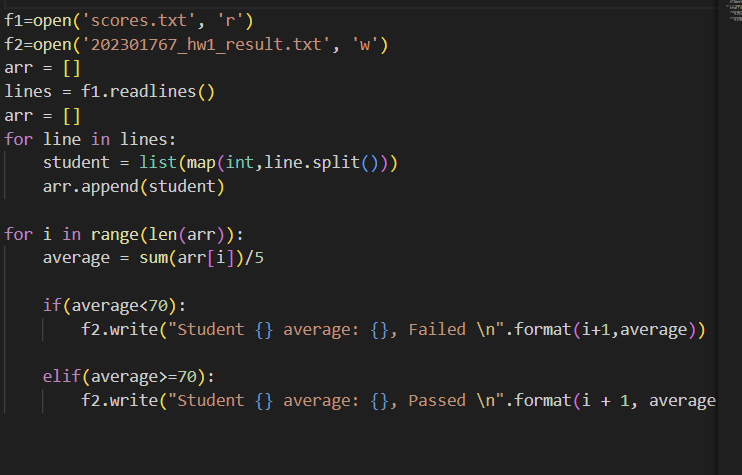 f1=open('scores.txt', 'r')
f2=open('202301767_hw1_result.txt', 'w')
arr = []
lines = f1.readlines()
arr = []
for line in lines:
    student = list(map(int,line.split()))
    arr.append(student)

for i in range(len(arr)):
    average = sum(arr[i])/5

    if(average<70):
        f2.write("Student {} average: {}, Failed \n".format(i+1,average))

    elif(average>=70):
        f2.write("Student {} average: {}, Passed \n".format(i + 1, average